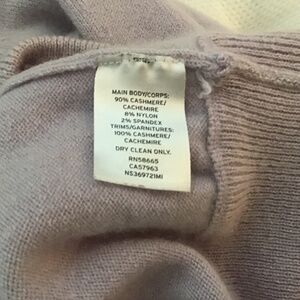 MAIN BODY/CORPS:
90% CASHMERE/
CACHEMIRE
8% NYLON
2% SPANDEX
TRIMS/GARNITURES:
100% CASHMERE/
CACHEMIRE
DRY CLEAN ONLY.
RN58665
CA57963
NS369721MI